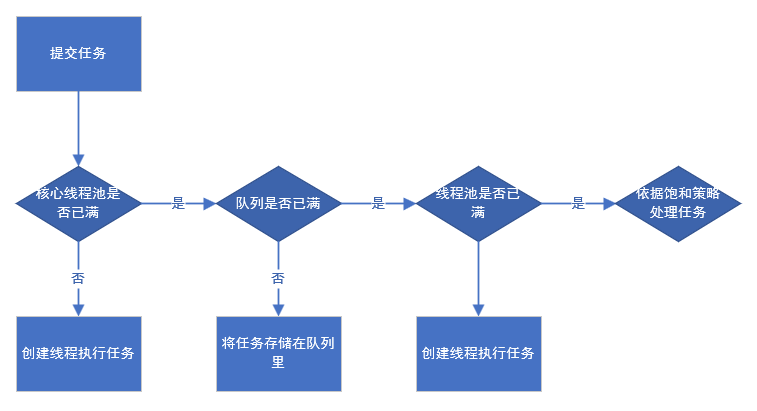 提交任务
核心线程池是
否已满
是
队列是否已满
是
线程池是否已
满
是
依据饱和策略
处理任务
否
否
创建线程执行任务
将任务存储在队列
里
创建线程执行任务